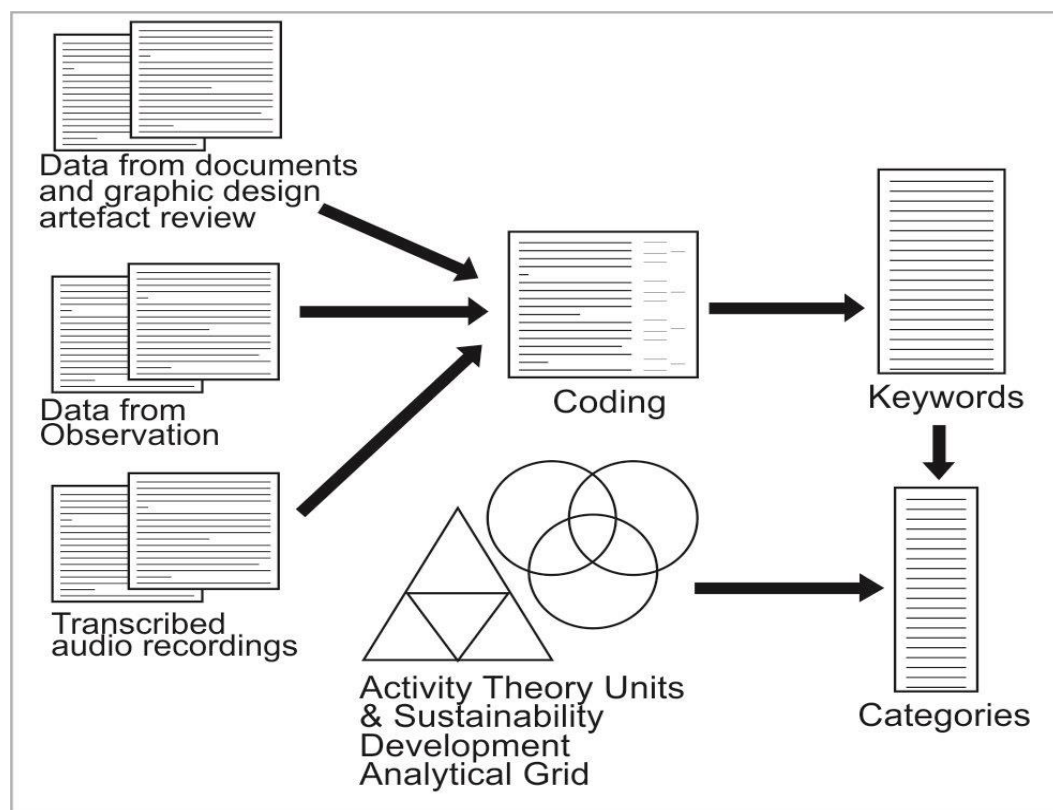 Data from documents
and graphic design
artefact review
Data from
Observation
Transcribed
audio recordings
Coding
Keywords
Activity Theory Units
& Sustainability
Development
Analytical Grid
Categories